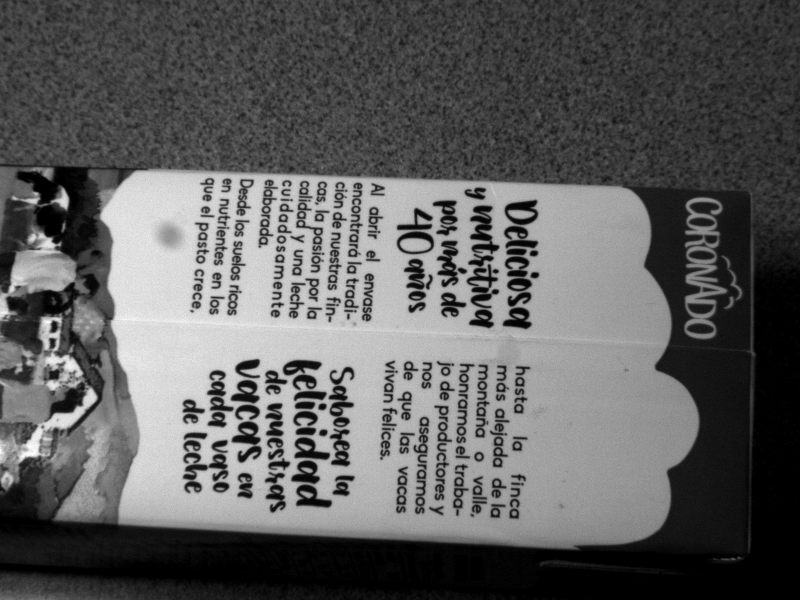 CORONADO
Deliciosa
y nutritiva
por más de
40 años
Al abrir el envase
encontrará la tradi-
ción de nuestras fin-
cas, la pasión por la
calidad y una leche
cuidadosamente
elaborada.
Desde los suelos ricos
en nutrientes en los
que el pasto crece,
hasta la finca
más alejada de la
montaña o valle,
honramos el traba-
jo de productores y
nos aseguramos
de que las vacas
vivan felices.
Saborea la
felicidad
de nuestras
vacas en
cada vaso
de leche